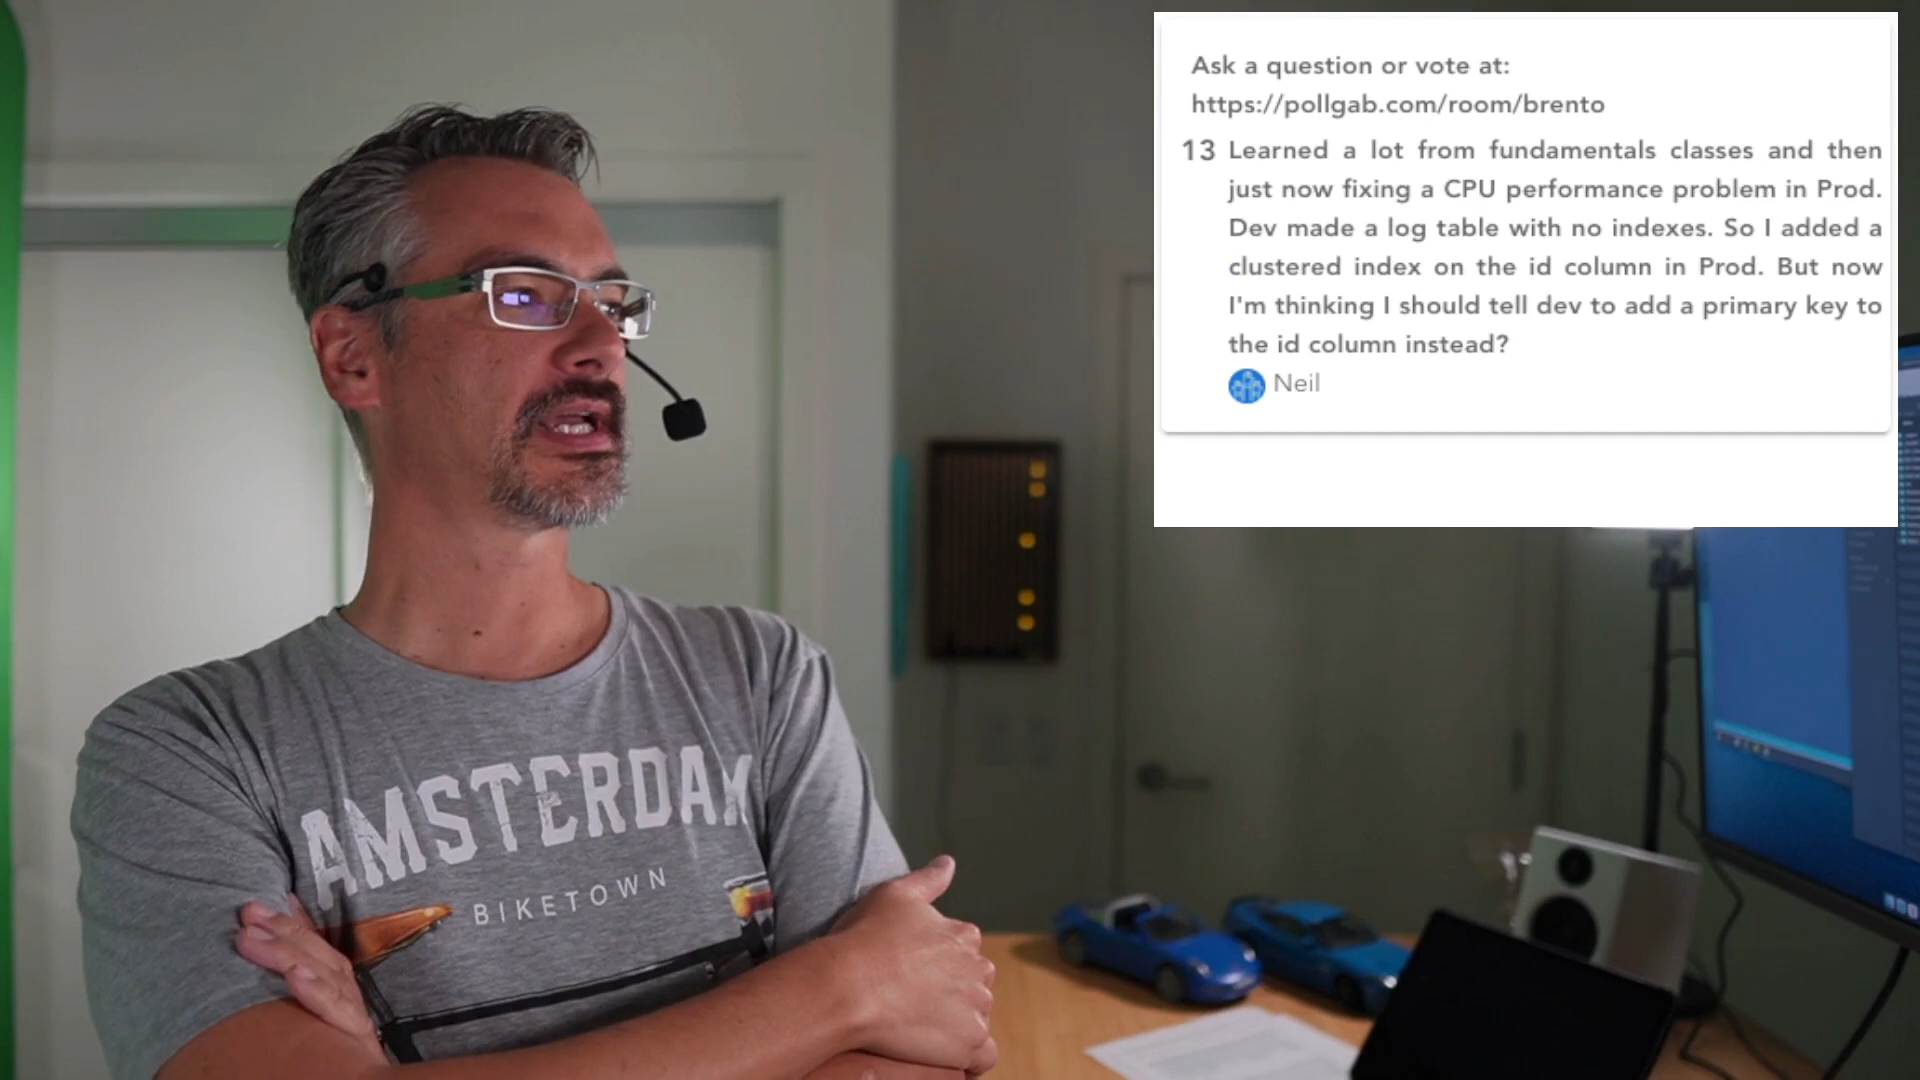 Ask a question or vote at:
https://pollgab.com/room/brento
13 Learned a lot from fundamentals classes and then
just now fixing a CPU performance problem in Prod.
Dev made a log table with no indexes. So I added a
clustered index on the id column in Prod. But now
I'm thinking I should tell dev to add a primary key to
the id column instead?
Neil
AMSTERDAM
BIKETOWN